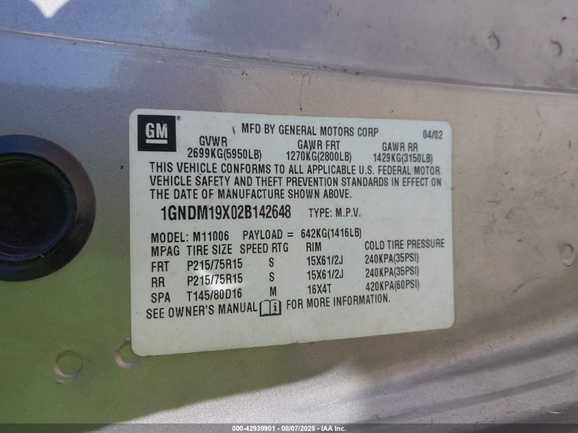 GM
MFD BY GENERAL MOTORS CORP 04/02
GVWR GAWR FRT GAWR RR
2699KG(5950LB) 1270KG(2800LB) 1429KG(3150LB)
THIS VEHICLE CONFORMS TO ALL APPLICABLE U.S. FEDERAL MOTOR
VEHICLE SAFETY AND THEFT PREVENTION STANDARDS IN EFFECT ON
THE DATE OF MANUFACTURE SHOWN ABOVE.
1GNDM19X02B142648 TYPE: M.P.V.
MODEL: M11006 PAYLOAD = 642KG(1416LB)
MPAG TIRE SIZE SPEED RTG RIM COLD TIRE PRESSURE
FRT P215/75R15 S 15X61/2J 240KPA(35PSI)
RR P215/75R15 S 15X61/2J 240KPA(35PSI)
SPA T145/80D16 M 16X4T 420KPA(60PSI)
SEE OWNER'S MANUAL FOR MORE INFORMATION.
000-42939901 - 08/07/2025 - IAA Inc.